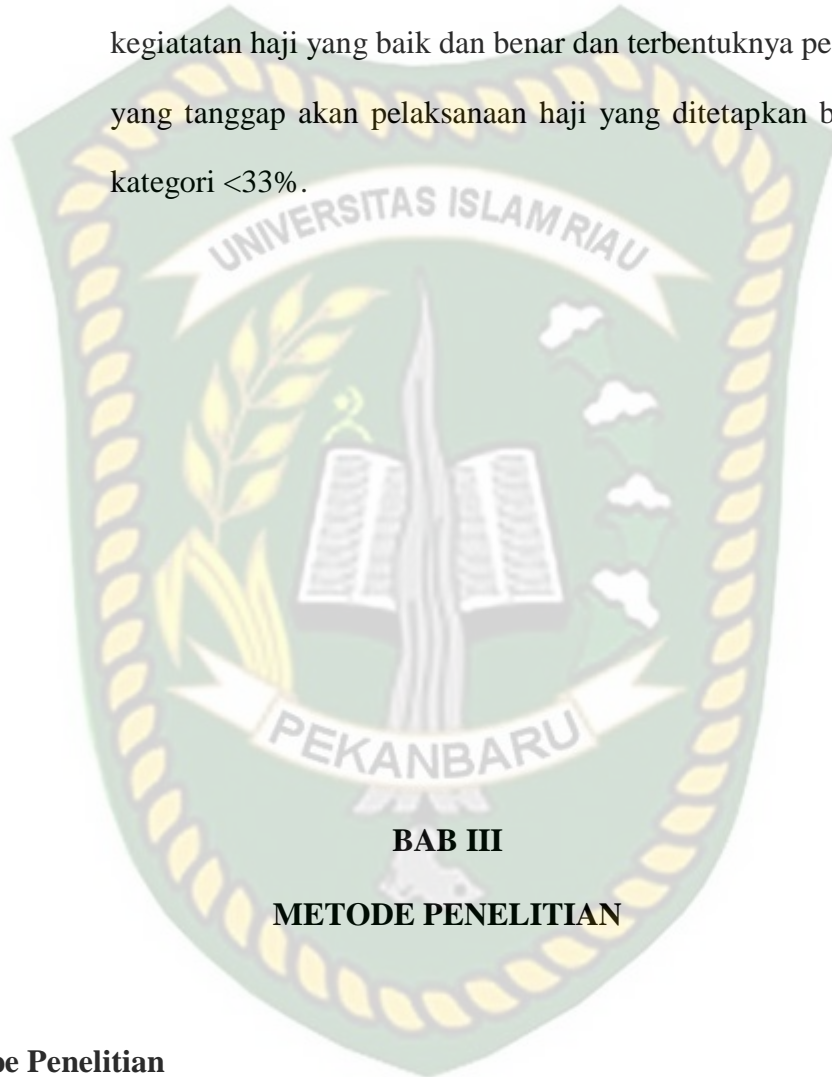 kegiatatan haji yang baik dan benar dan terbentuknya pe
yang tanggap akan pelaksanaan haji yang ditetapkan b
kategori <33%.
UNIVERSITAS ISLAM RIAU
PEKANBARU
BAB III
METODE PENELITIAN
pe Penelitian